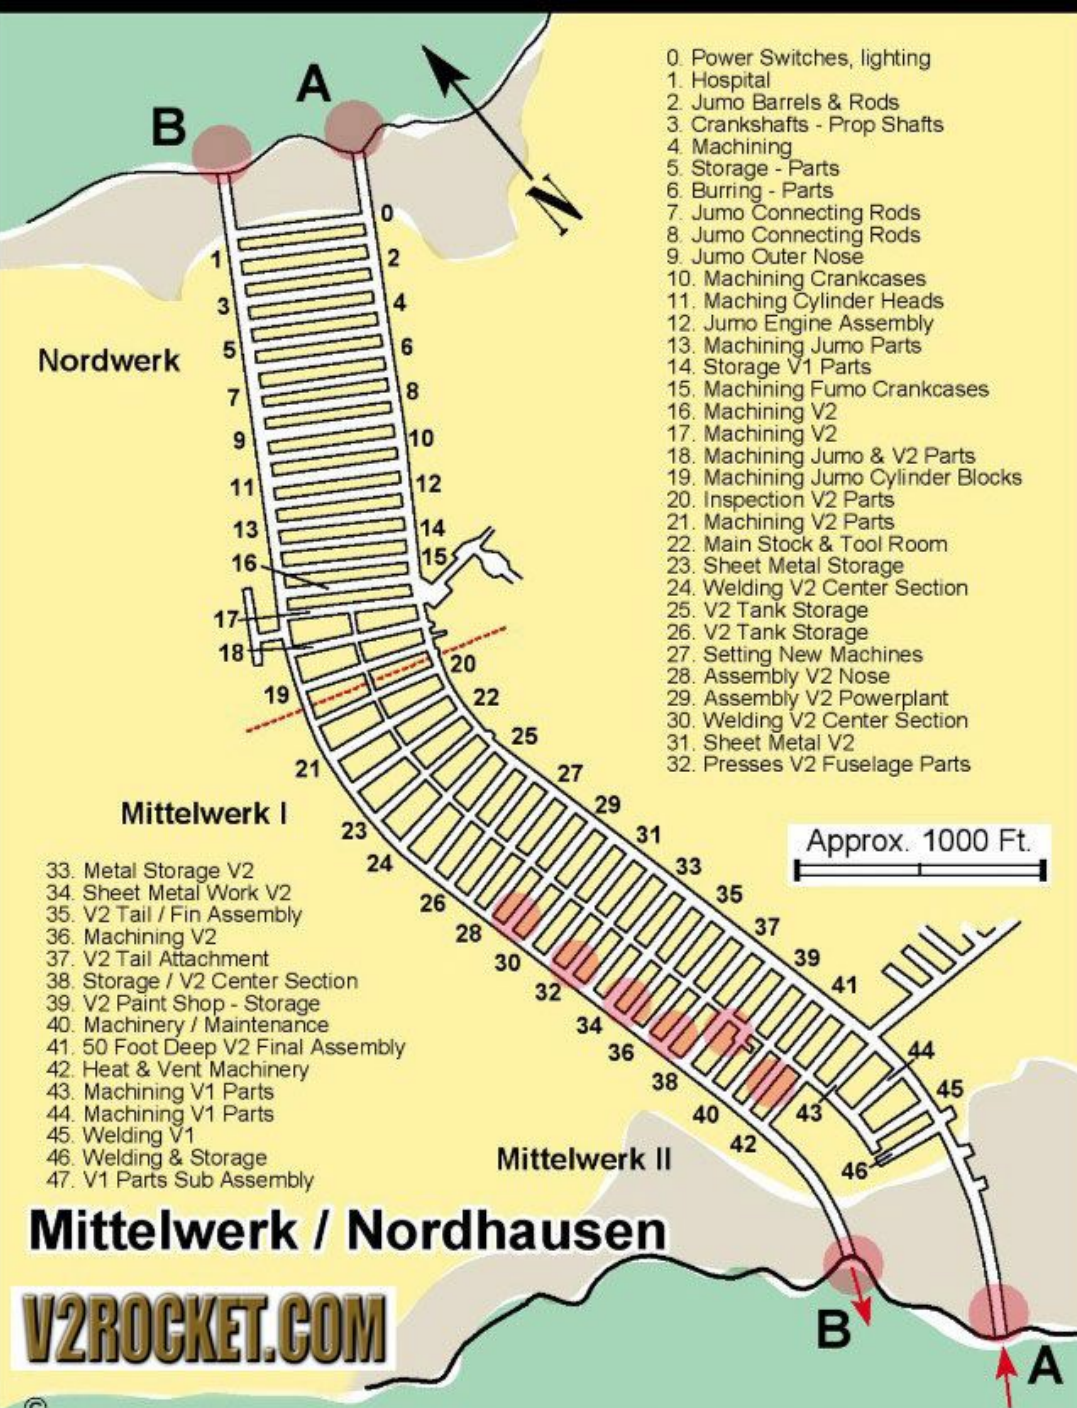 A
B
N
0. Power Switches, lighting
1. Hospital
2. Jumo Barrels & Rods
3. Crankshafts - Prop Shafts
4. Machining
5. Storage - Parts
6. Burring - Parts
7. Jumo Connecting Rods
8. Jumo Connecting Rods
9. Jumo Outer Nose
10. Machining Crankcases
11. Maching Cylinder Heads
12. Jumo Engine Assembly
13. Machining Jumo Parts
14. Storage V1 Parts
15. Machining Fumo Crankcases
16. Machining V2
17. Machining V2
18. Machining Jumo & V2 Parts
19. Machining Jumo Cylinder Blocks
20. Inspection V2 Parts
21. Machining V2 Parts
22. Main Stock & Tool Room
23. Sheet Metal Storage
24. Welding V2 Center Section
25. V2 Tank Storage
26. V2 Tank Storage
27. Setting New Machines
28. Assembly V2 Nose
29. Assembly V2 Powerplant
30. Welding V2 Center Section
31. Sheet Metal V2
32. Presses V2 Fuselage Parts
0
1
2
3
4
Nordwerk
5
6
7
8
9
10
11
12
13
14
15
16
17
18
19
20
22
21
25
27
Mittelwerk I
23
29
31
24
33
26
35
28
37
30
39
32
41
34
36
38
40
42
43
44
45
46
Approx. 1000 Ft.
33. Metal Storage V2
34. Sheet Metal Work V2
35. V2 Tail / Fin Assembly
36. Machining V2
37. V2 Tail Attachment
38. Storage / V2 Center Section
39. V2 Paint Shop - Storage
40. Machinery / Maintenance
41. 50 Foot Deep V2 Final Assembly
42. Heat & Vent Machinery
43. Machining V1 Parts
44. Machining V1 Parts
45. Welding V1
46. Welding & Storage
47. V1 Parts Sub Assembly
Mittelwerk II
Mittelwerk / Nordhausen
V2ROCKET.COM
B
A
©